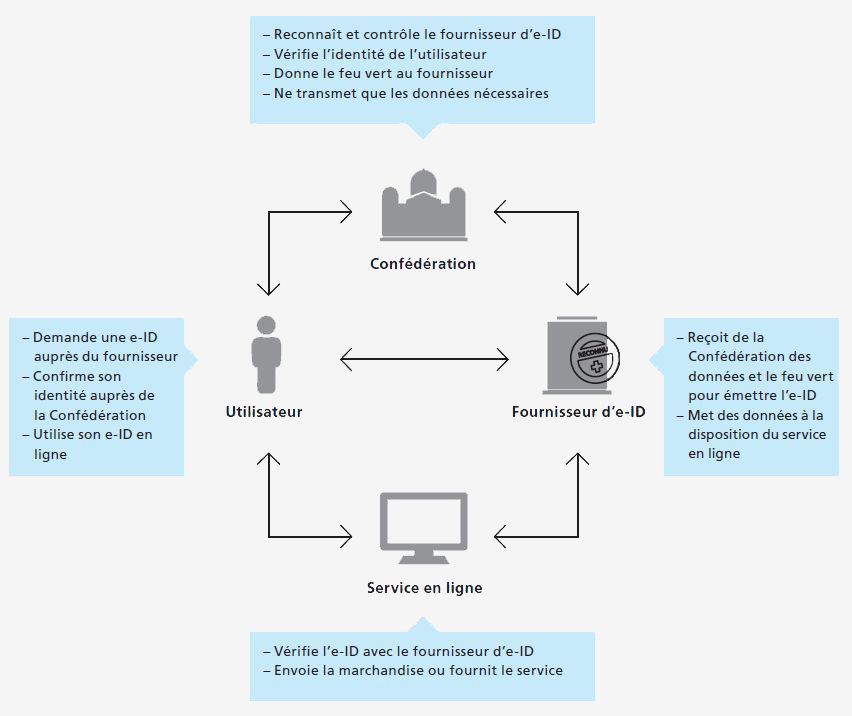 – Reconnaît et contrôle le fournisseur d’e-ID
– Vérifie l’identité de l’utilisateur
– Donne le feu vert au fournisseur
– Ne transmet que les données nécessaires
Confédération
– Demande une e-ID
auprès du fournisseur
– Confirme son
identité auprès de
la Confédération
– Utilise son e-ID en
ligne
Utilisateur
RECONNU
Fournisseur d’e-ID
– Reçoit de la
Confédération des
données et le feu vert
pour émettre l’e-ID
– Met des données à la
disposition du service
en ligne
Service en ligne
– Vérifie l’e-ID avec le fournisseur d’e-ID
– Envoie la marchandise ou fournit le service